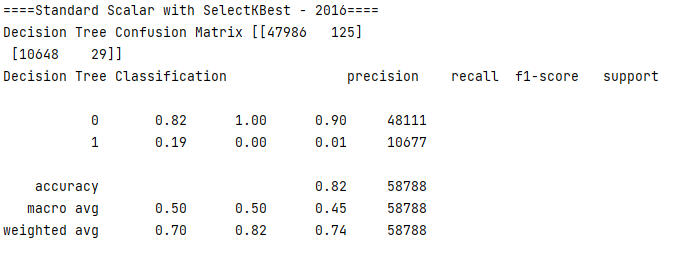 ====Standard Scalar with SelectKBest - 2016====
Decision Tree Confusion Matrix [[47986   125]
 [10648    29]]
Decision Tree Classification               precision    recall  f1-score   support

           0       0.82      1.00      0.90     48111
           1       0.19      0.00      0.01     10677

    accuracy                           0.82     58788
   macro avg       0.50      0.50      0.45     58788
weighted avg       0.70      0.82      0.74     58788